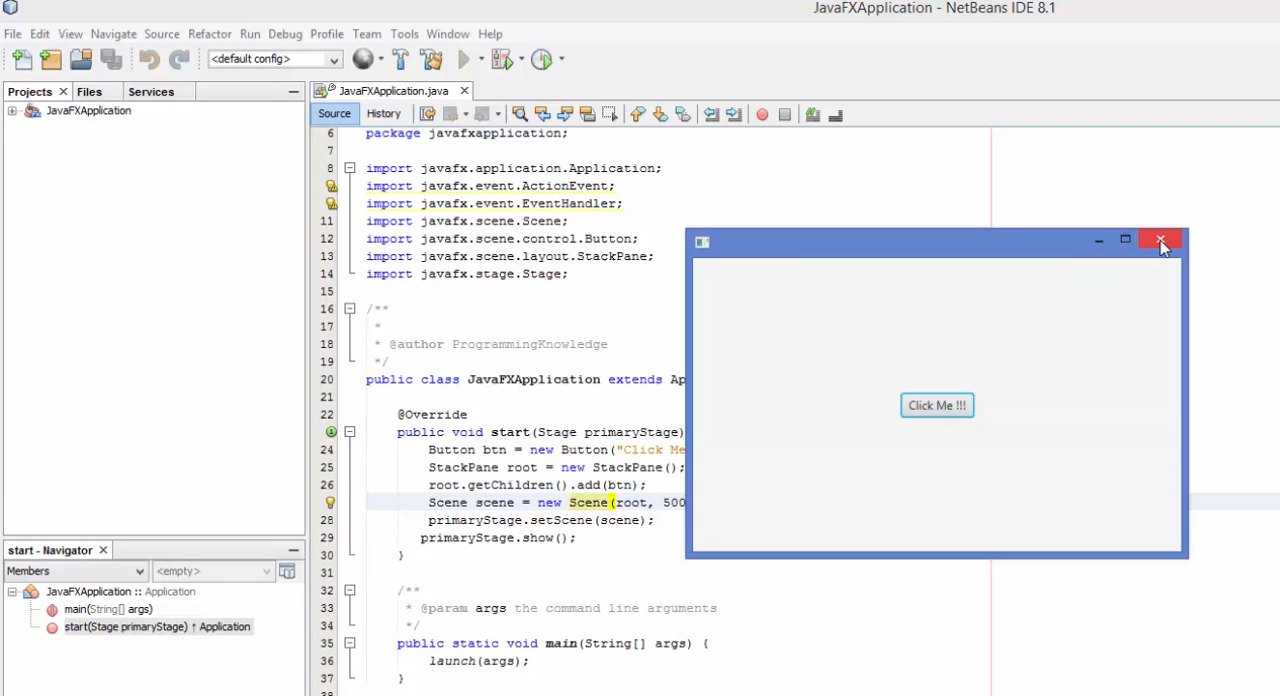 JavaFXApplication - NetBeans IDE 8.1
File Edit View Navigate Source Refactor Run Debug Profile Team Tools Window Help
<default config>
Projects Files Services
JavaFXApplication.java
JavaFXApplication
Source History
6 package javafxapplication;
7
8 import javafx.application.Application;
import javafx.event.ActionEvent;
import javafx.event.EventHandler;
11 import javafx.scene.Scene;
12 import javafx.scene.control.Button;
13 import javafx.scene.layout.StackPane;
14 import javafx.stage.Stage;
15
16 /**
17 *
18 * @author ProgrammingKnowledge
19 */
20 public class JavaFXApplication extends Ap
21
22 @Override
public void start(Stage primaryStage)
24 Button btn = new Button("Click Me
25 StackPane root = new StackPane();
26 root.getChildren().add(btn);
Scene scene = new Scene(root, 500
28 primaryStage.setScene(scene);
29 primaryStage.show();
30 }
31
32 /**
33 * @param args the command line arguments
34 */
35 public static void main(String[] args) {
36 launch(args);
37 }
38
Click Me !!!
start - Navigator
Members <empty>
JavaFXApplication :: Application
main(String[] args)
start(Stage primaryStage) ↑ Application